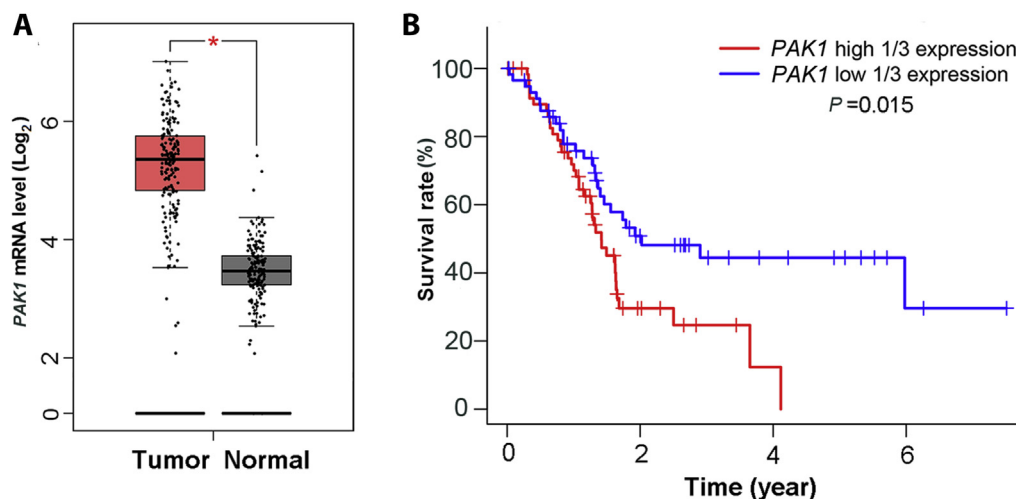 A
PAK1 mRNA level (Log2)
6
4
2
0
*
Tumor Normal
B
PAK1 high 1/3 expression
PAK1 low 1/3 expression
P =0.015
Survival rate (%)
100
80
60
40
20
0
0 2 4 6
Time (year)